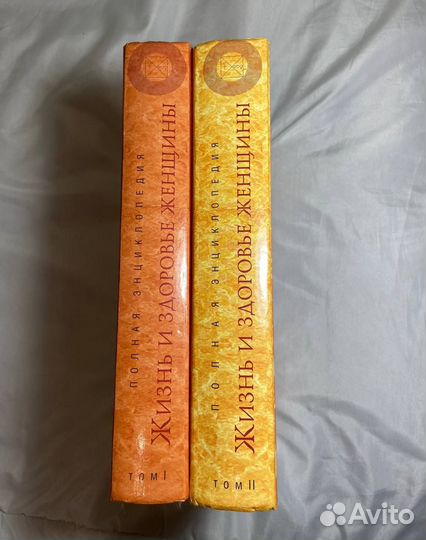 ПОЛНАЯ ЭНЦИКЛОПЕДИЯ
ЖИЗНЬ И ЗДОРОВЬЕ ЖЕНЩИНЫ
ТОМ I
ПОЛНАЯ ЭНЦИКЛОПЕДИЯ
ЖИЗНЬ И ЗДОРОВЬЕ ЖЕНЩИНЫ
ТОМ II
Avito